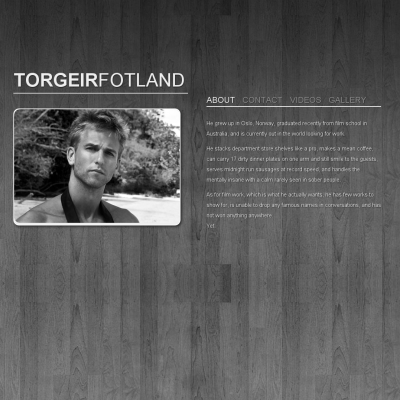 TORGEIRFOTLAND
ABOUT CONTACT VIDEOS GALLERY
He grew up in Oslo, Norway, graduated recently from film school in
Australia and is currently out in the world looking for work.
He stacks department store shelves like a pro, makes a mean coffee,
can carry 17 dirty dinner plates on one arm and still smile to the guests,
serves midnight run sausages at record speed, and handles the
mentally insane with a calm rarely seen in sober people.
As for film work, which is what he actually wants: He has few works to
show for, is unable to drop any famous names in conversations, and has
not won anything anywhere...
Yet.